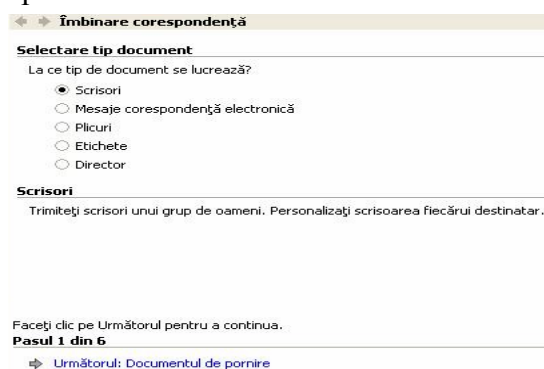 Îmbinare corespondenţă
Selectare tip document
La ce tip de document se lucrează?
Scrisori
Mesaje corespondenţă electronică
Plicuri
Etichete
Director
Scrisori
Trimiteţi scrisori unui grup de oameni. Personalizaţi scrisoarea fiecărui destinatar.
Faceţi clic pe Următorul pentru a continua.
Pasul 1 din 6
Următorul: Documentul de pornire